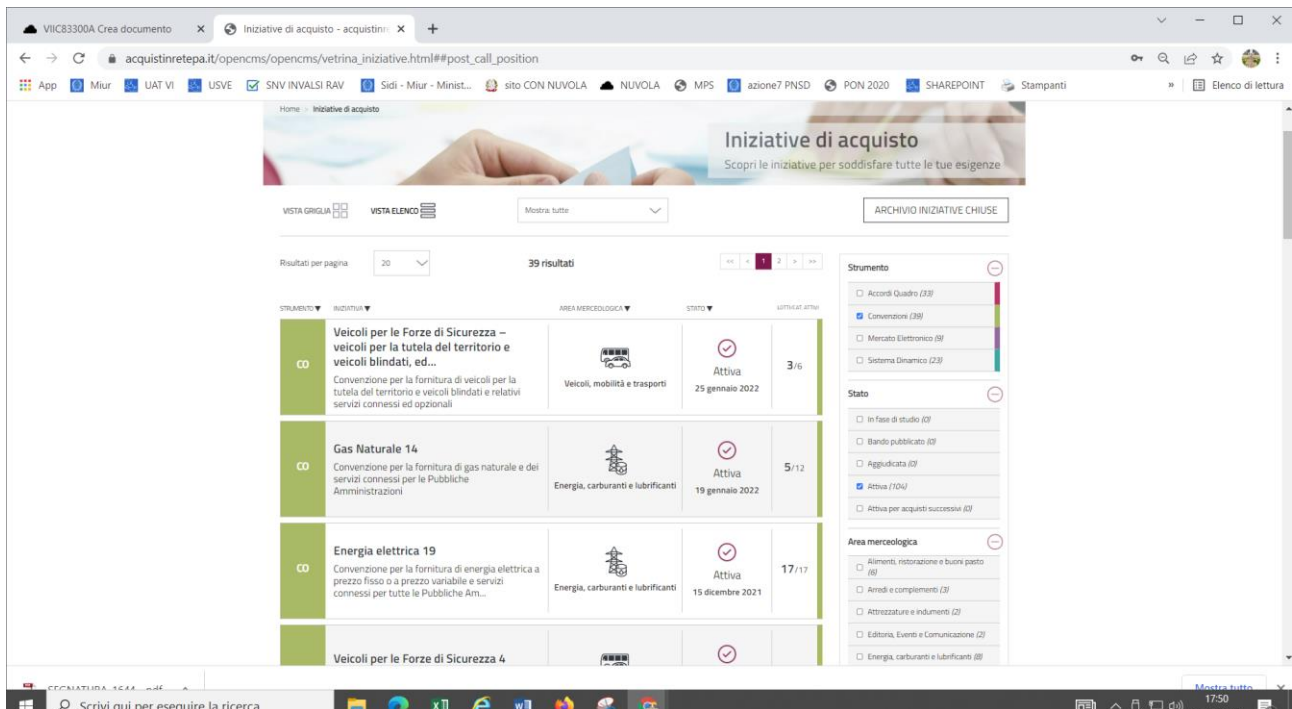 VIIC83300A Crea documento
Iniziative di acquisto - acquistinre
acquistinretepa.it/opencms/opencms/vetrina_iniziative.html##post_call_position
App Miur UAT VI USVE SNV INVALSI RAV Sidi - Miur - Minist... sito CON NUVOLA NUVOLA MPS azione7 PNSD PON 2020 SHAREPOINT Stampanti » Elenco di lettura
Home > Iniziative di acquisto
Iniziative di acquisto
Scopri le iniziative per soddisfare tutte le tue esigenze
VISTA GRIGLIA VISTA ELENCO Mostra: tutte ARCHIVIO INIZIATIVE CHIUSE
Risultati per pagina 20 39 risultati << < 1 2 > >>
STRUMENTO▼ INIZIATIVA▼ AREA MERCEOLOGICA▼ STATO▼ LOTTI/CAT ATTIVI
CO
Veicoli per le Forze di Sicurezza –
veicoli per la tutela del territorio e
veicoli blindati, ed...
Convenzione per la fornitura di veicoli per la
tutela del territorio e veicoli blindati e relativi
servizi connessi ed opzionali
Veicoli, mobilità e trasporti
Attiva
25 gennaio 2022
3/6
CO
Gas Naturale 14
Convenzione per la fornitura di gas naturale e dei
servizi connessi per le Pubbliche
Amministrazioni
Energia, carburanti e lubrificanti
Attiva
19 gennaio 2022
5/12
CO
Energia elettrica 19
Convenzione per la fornitura di energia elettrica a
prezzo fisso o a prezzo variabile e servizi
connessi per tutte le Pubbliche Am...
Energia, carburanti e lubrificanti
Attiva
15 dicembre 2021
17/17
Veicoli per le Forze di Sicurezza 4
Strumento
Accordi Quadro (33)
Convenzioni (39)
Mercato Elettronico (9)
Sistema Dinamico (23)
Stato
In fase di studio (0)
Bando pubblicato (0)
Aggiudicata (0)
Attiva (104)
Attiva per acquisti successivi (0)
Area merceologica
Alimenti, ristorazione e buoni pasto
(6)
Arredi e complementi (3)
Attrezzature e indumenti (2)
Editoria, Eventi e Comunicazione (2)
Energia, carburanti e lubrificanti (8)
SEGNATURA_1644....pdf
Mostra tutto
Scrivi qui per eseguire la ricerca
17:50